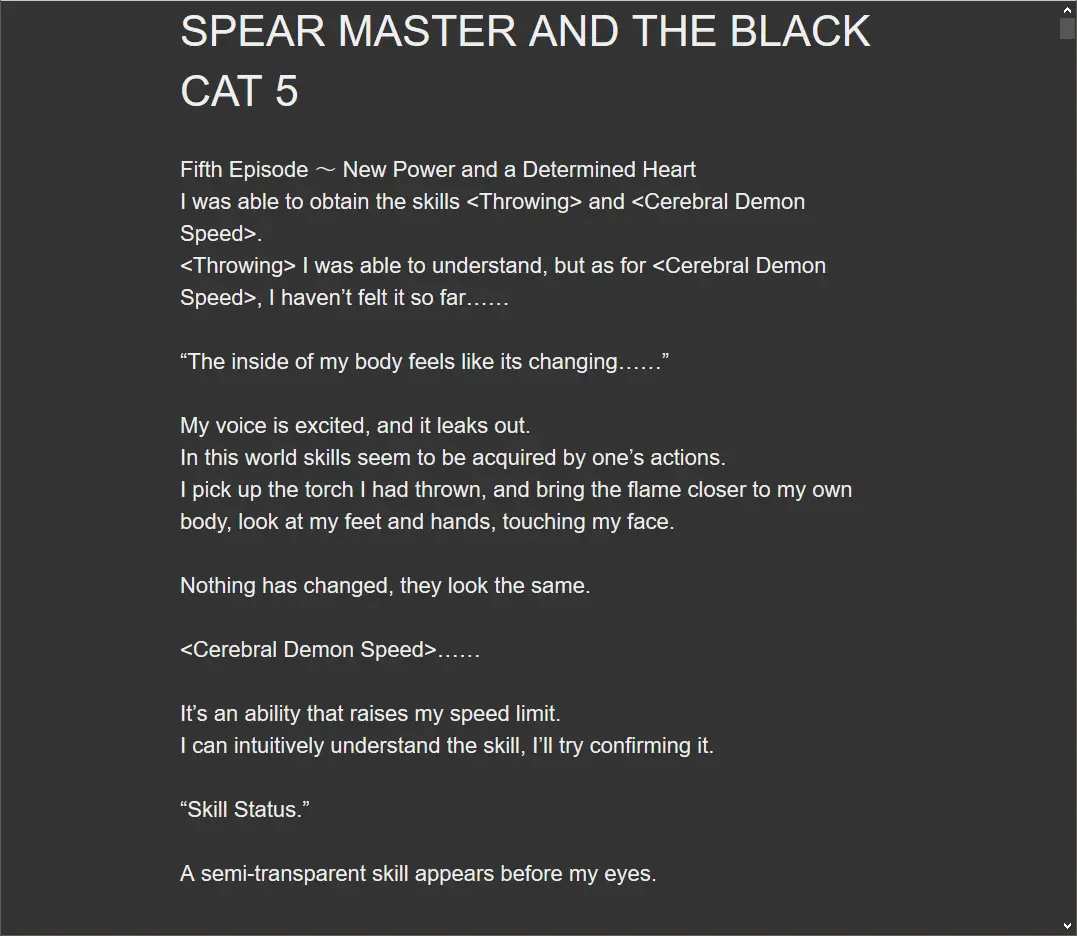 SPEAR MASTER AND THE BLACK
CAT 5
Fifth Episode ～ New Power and a Determined Heart
I was able to obtain the skills <Throwing> and <Cerebral Demon
Speed>.
<Throwing> I was able to understand, but as for <Cerebral Demon
Speed>, I haven’t felt it so far……
“The inside of my body feels like its changing……”
My voice is excited, and it leaks out.
In this world skills seem to be acquired by one’s actions.
I pick up the torch I had thrown, and bring the flame closer to my own
body, look at my feet and hands, touching my face.
Nothing has changed, they look the same.
<Cerebral Demon Speed>……
It’s an ability that raises my speed limit.
I can intuitively understand the skill, I’ll try confirming it.
“Skill Status.”
A semi-transparent skill appears before my eyes.